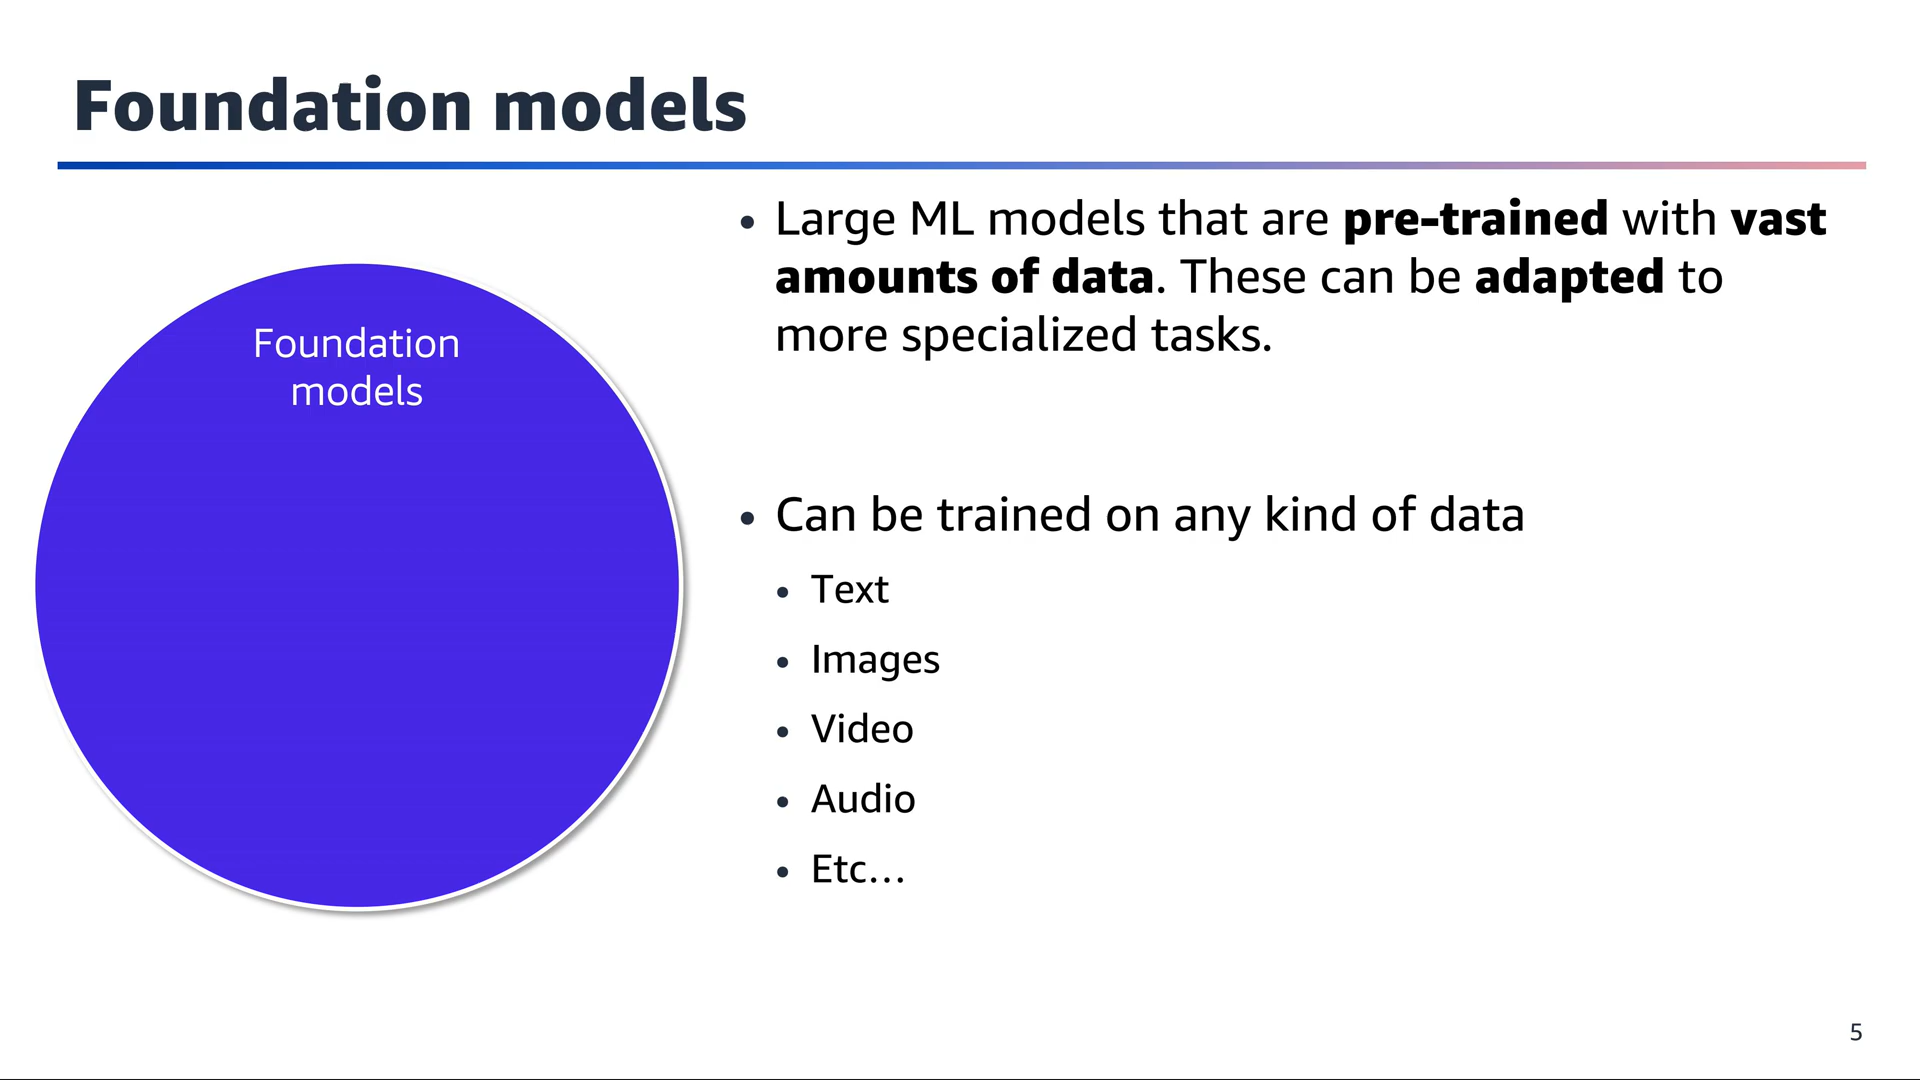 Foundation models
Foundation
models
• Large ML models that are pre-trained with vast
amounts of data. These can be adapted to
more specialized tasks.
• Can be trained on any kind of data
• Text
• Images
• Video
• Audio
• Etc...
5